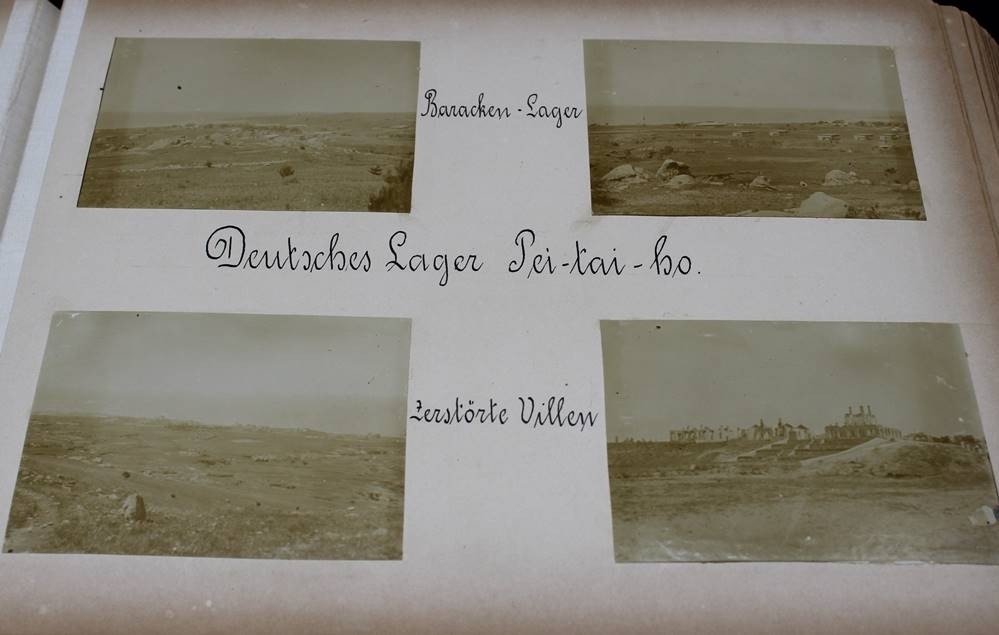 Baracken-Lager
Deutsches Lager Pei-tai-ho.
Zerstörte Villen